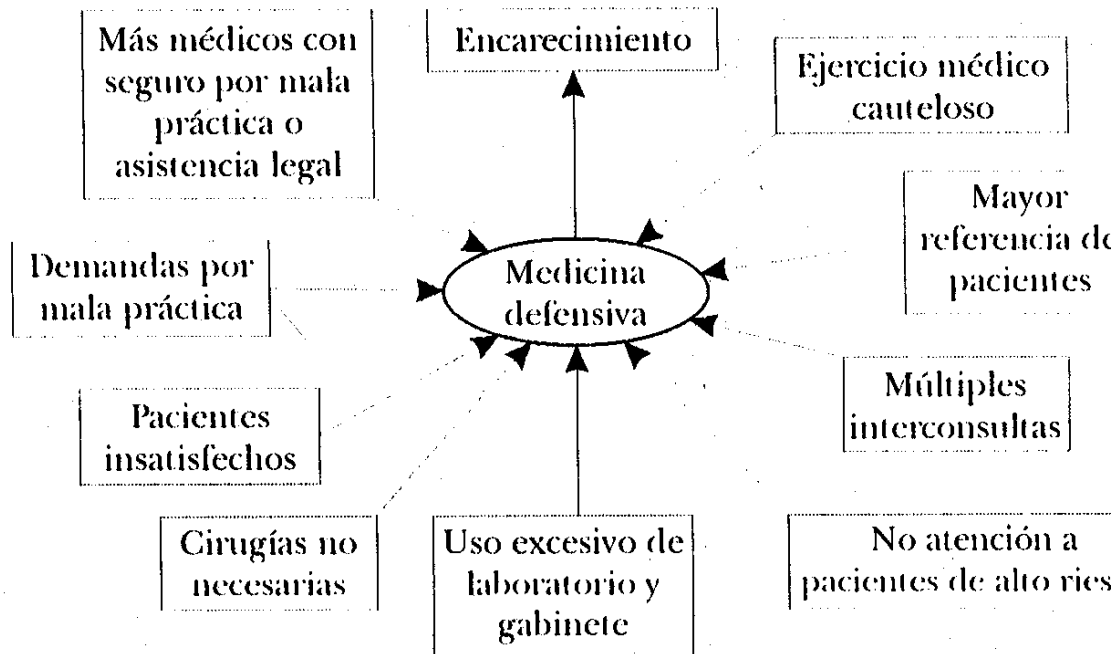 Más médicos con
seguro por mala
práctica o
asistencia legal
Encarecimiento
Ejercicio médico
cauteloso
Mayor
referencia de
pacientes
Demandas por
mala práctica
Medicina
defensiva
Pacientes
insatisfechos
Múltiples
interconsultas
Cirugías no
necesarias
Uso excesivo de
laboratorio y
gabinete
No atención a
pacientes de alto ries